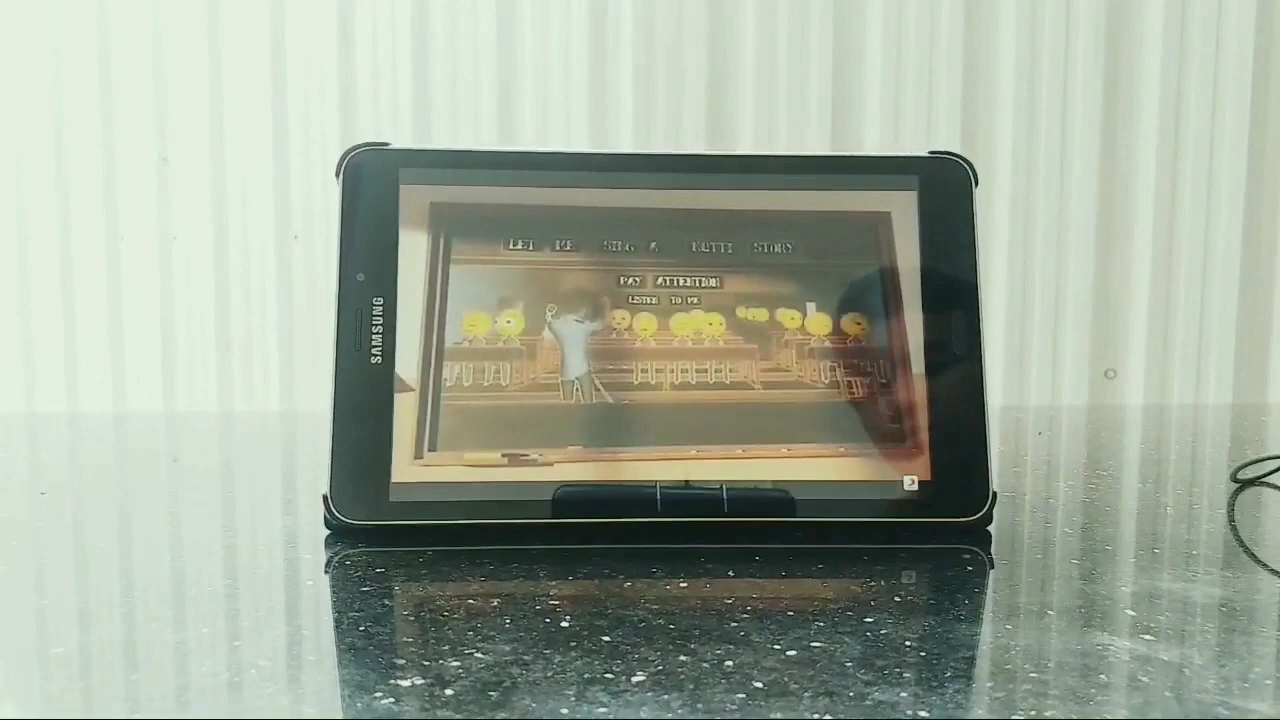 SAMSUNG
LET ME SING A KUTTI STORY
PAY ATTENTION
LISTEN TO ME